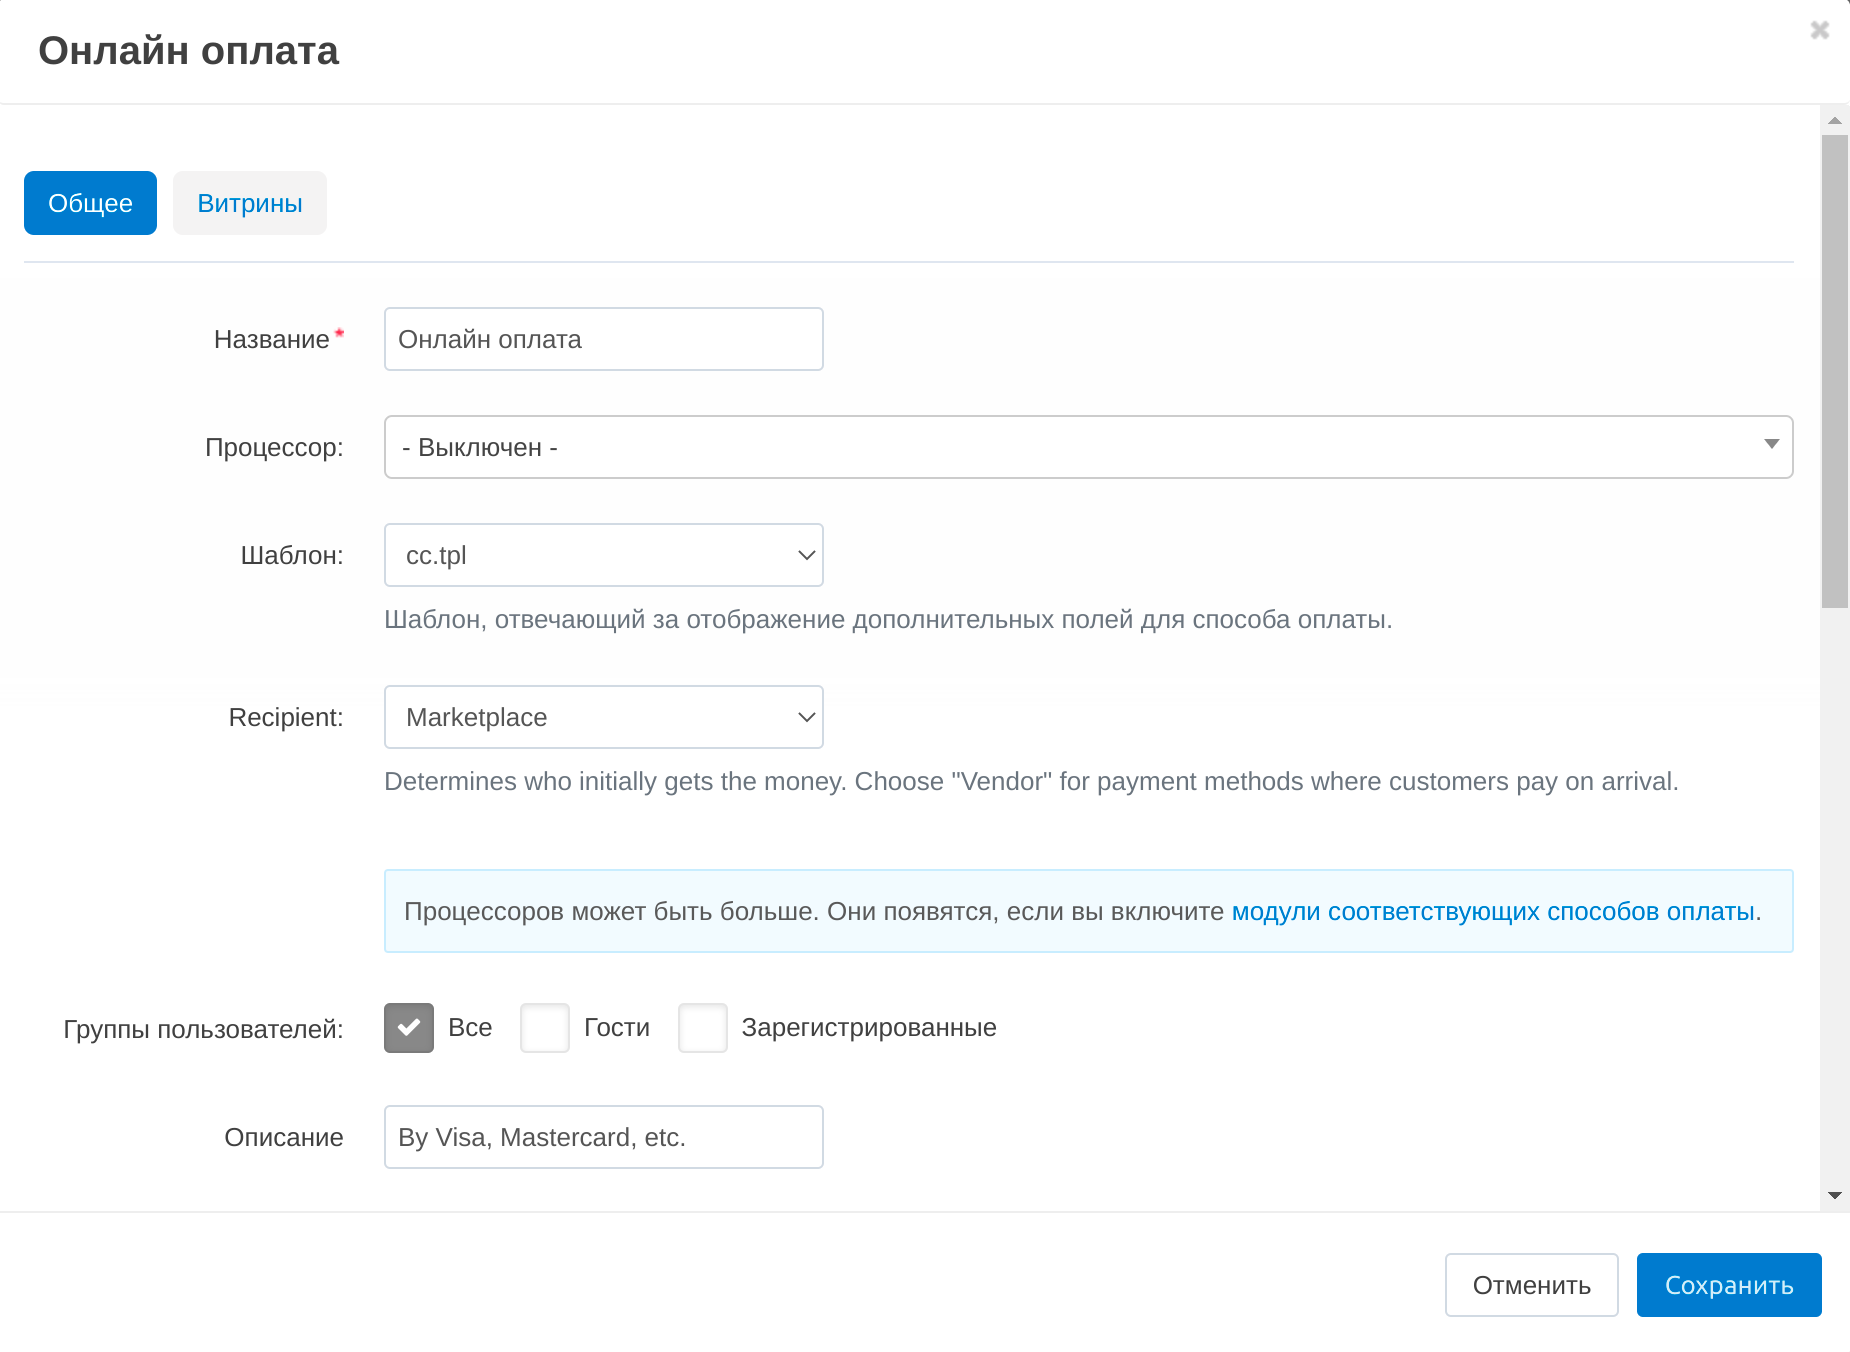 Онлайн оплата
Общее Витрины
Название* Онлайн оплата
Процессор: - Выключен -
Шаблон: cc.tpl
Шаблон, отвечающий за отображение дополнительных полей для способа оплаты.
Recipient: Marketplace
Determines who initially gets the money. Choose "Vendor" for payment methods where customers pay on arrival.
Процессоров может быть больше. Они появятся, если вы включите модули соответствующих способов оплаты.
Группы пользователей: Все Гости Зарегистрированные
Описание By Visa, Mastercard, etc.
Отменить Сохранить